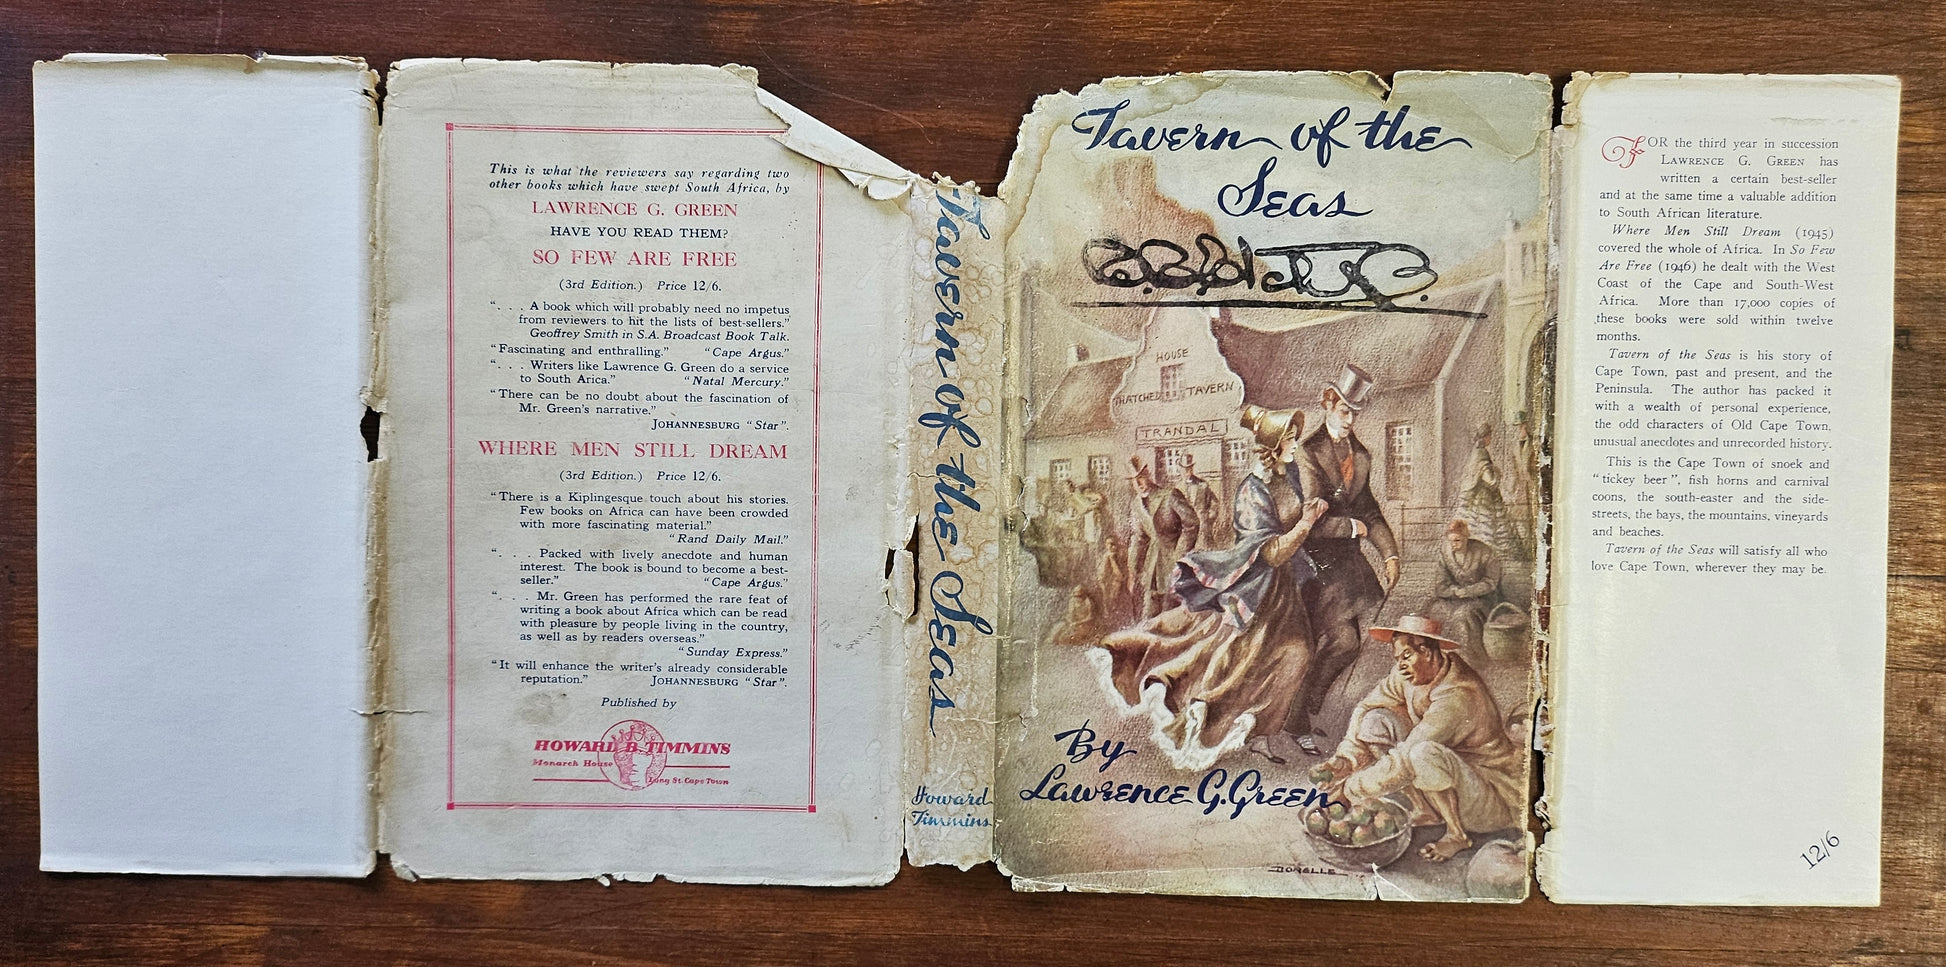 This is what the reviewers say regarding two
other books which have swept South Africa, by
LAWRENCE G. GREEN
HAVE YOU READ THEM?
SO FEW ARE FREE
(3rd Edition.) Price 12/6.
". . . A book which will probably need no impetus
from reviewers to hit the lists of best-sellers."
Geoffrey Smith in S.A. Broadcast Book Talk.
"Fascinating and enthralling." "Cape Argus."
". . . Writers like Lawrence G. Green do a service
to South Arica." "Natal Mercury."
"There can be no doubt about the fascination of
Mr. Green's narrative."
JOHANNESBURG "Star".
WHERE MEN STILL DREAM
(3rd Edition.) Price 12/6.
"There is a Kiplingesque touch about his stories.
Few books on Africa can have been crowded
with more fascinating material."
"Rand Daily Mail."
". . . Packed with lively anecdote and human
interest. The book is bound to become a best-
seller." "Cape Argus."
". . . Mr. Green has performed the rare feat of
writing a book about Africa which can be read
with pleasure by people living in the country,
as well as by readers overseas."
"Sunday Express."
"It will enhance the writer's already considerable
reputation." JOHANNESBURG "Star".
Published by
HOWARD B. TIMMINS
Monarch House
Long St. Cape Town
Tavern of the Seas
Howard
Timmins
Tavern of the
Seas
HOUSE
THATCHED TAVERN
TRANDAL
By
Lawrence G. Green
FOR the third year in succession
LAWRENCE G. GREEN has
written a certain best-seller
and at the same time a valuable addition
to South African literature.
Where Men Still Dream (1945)
covered the whole of Africa. In So Few
Are Free (1946) he dealt with the West
Coast of the Cape and South-West
Africa. More than 17,000 copies of
these books were sold within twelve
months.
Tavern of the Seas is his story of
Cape Town, past and present, and the
Peninsula. The author has packed it
with a wealth of personal experience,
the odd characters of Old Cape Town,
unusual anecdotes and unrecorded history.
This is the Cape Town of snoek and
"tickey beer", fish horns and carnival
coons, the south-easter and the side-
streets, the bays, the mountains, vineyards
and beaches.
Tavern of the Seas will satisfy all who
love Cape Town, wherever they may be.
12/6